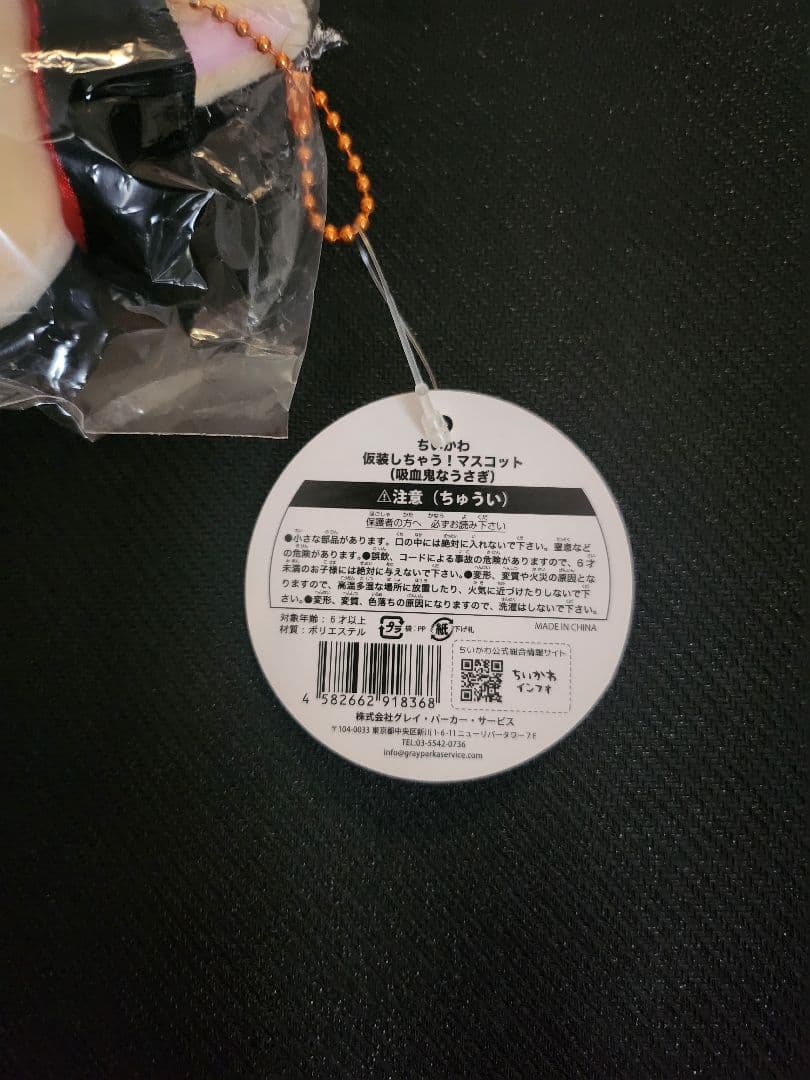 ちいかわ
仮装しちゃう!マスコット
(吸血鬼なうさぎ)
⚠注意(ちゅうい)
保護者の方へ 必ずお読み下さい
●小さな部品があります。口の中には絶対に入れないで下さい。窒息など
の危険があります。●誤飲、コードによる事故の危険がありますので、6才
未満のお子様には絶対に与えないで下さい。●変形、変質や火災の原因とな
りますので、高温多湿な場所に放置したり、火気に近づけたりしないで下
さい。●変形、変質、色落ちの原因になりますので、洗濯はしないで下さい。
対象年齢:6才以上
材質:ポリエステル
プラ 袋:PP 紙 下げ札
MADE IN CHINA
4 582662 918368
ちいかわ公式総合情報サイト
ちいかわ
インフォ
株式会社グレイ・パーカー・サービス
〒104-0033 東京都中央区新川1-6-11ニューリバータワー7F
TEL:03-5542-0736
info@grayparkaservice.com